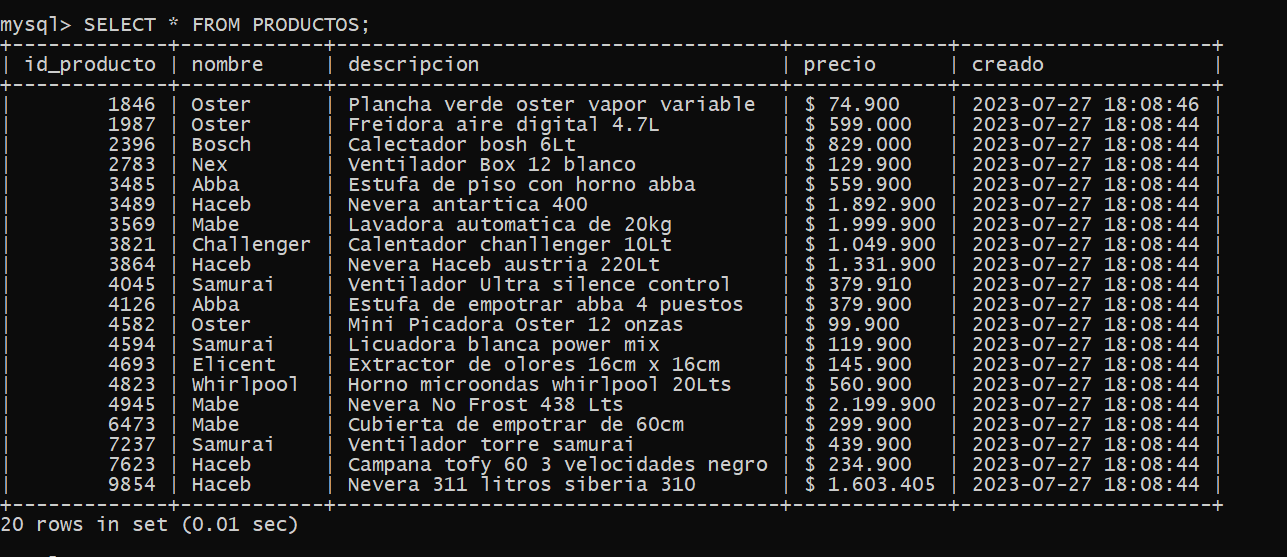 mysql> SELECT * FROM PRODUCTOS;
+-------------+------------+-------------------------------------+-------------+---------------------+
| id_producto | nombre     | descripcion                         | precio      | creado              |
+-------------+------------+-------------------------------------+-------------+---------------------+
|        1846 | Oster      | Plancha verde oster vapor variable  | $ 74.900    | 2023-07-27 18:08:46 |
|        1987 | Oster      | Freidora aire digital 4.7L          | $ 599.000   | 2023-07-27 18:08:44 |
|        2396 | Bosch      | Calectador bosh 6Lt                 | $ 829.000   | 2023-07-27 18:08:44 |
|        2783 | Nex        | Ventilador Box 12 blanco            | $ 129.900   | 2023-07-27 18:08:44 |
|        3485 | Abba       | Estufa de piso con horno abba       | $ 559.900   | 2023-07-27 18:08:44 |
|        3489 | Haceb      | Nevera antartica 400                | $ 1.892.900 | 2023-07-27 18:08:44 |
|        3569 | Mabe       | Lavadora automatica de 20kg         | $ 1.999.900 | 2023-07-27 18:08:44 |
|        3821 | Challenger | Calentador chanllenger 10Lt         | $ 1.049.900 | 2023-07-27 18:08:44 |
|        3864 | Haceb      | Nevera Haceb austria 220Lt          | $ 1.331.900 | 2023-07-27 18:08:44 |
|        4045 | Samurai    | Ventilador Ultra silence control    | $ 379.910   | 2023-07-27 18:08:44 |
|        4126 | Abba       | Estufa de empotrar abba 4 puestos   | $ 379.900   | 2023-07-27 18:08:44 |
|        4582 | Oster      | Mini Picadora Oster 12 onzas        | $ 99.900    | 2023-07-27 18:08:44 |
|        4594 | Samurai    | Licuadora blanca power mix          | $ 119.900   | 2023-07-27 18:08:44 |
|        4693 | Elicent    | Extractor de olores 16cm x 16cm     | $ 145.900   | 2023-07-27 18:08:44 |
|        4823 | Whirlpool  | Horno microondas whirlpool 20Lts    | $ 560.900   | 2023-07-27 18:08:44 |
|        4945 | Mabe       | Nevera No Frost 438 Lts             | $ 2.199.900 | 2023-07-27 18:08:44 |
|        6473 | Mabe       | Cubierta de empotrar de 60cm        | $ 299.900   | 2023-07-27 18:08:44 |
|        7237 | Samurai    | Ventilador torre samurai            | $ 439.900   | 2023-07-27 18:08:44 |
|        7623 | Haceb      | Campana tofy 60 3 velocidades negro | $ 234.900   | 2023-07-27 18:08:44 |
|        9854 | Haceb      | Nevera 311 litros siberia 310       | $ 1.603.405 | 2023-07-27 18:08:44 |
+-------------+------------+-------------------------------------+-------------+---------------------+
20 rows in set (0.01 sec)